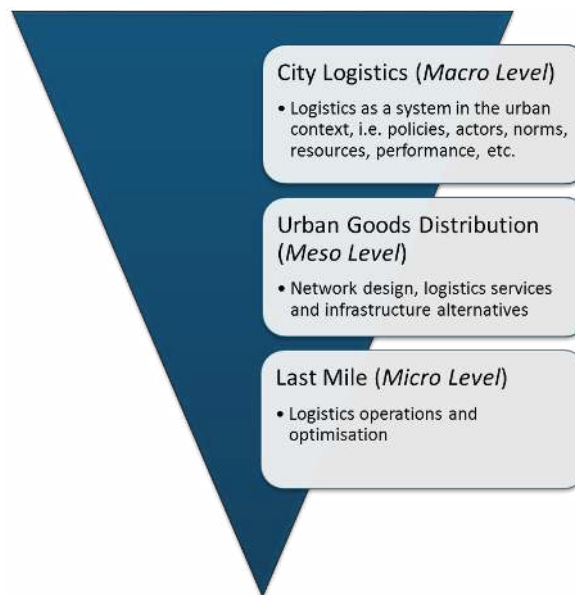 City Logistics (Macro Level)
• Logistics as a system in the urban
context, i.e. policies, actors, norms,
resources, performance, etc.
Urban Goods Distribution
(Meso Level)
• Network design, logistics services
and infrastructure alternatives
Last Mile (Micro Level)
• Logistics operations and
optimisation